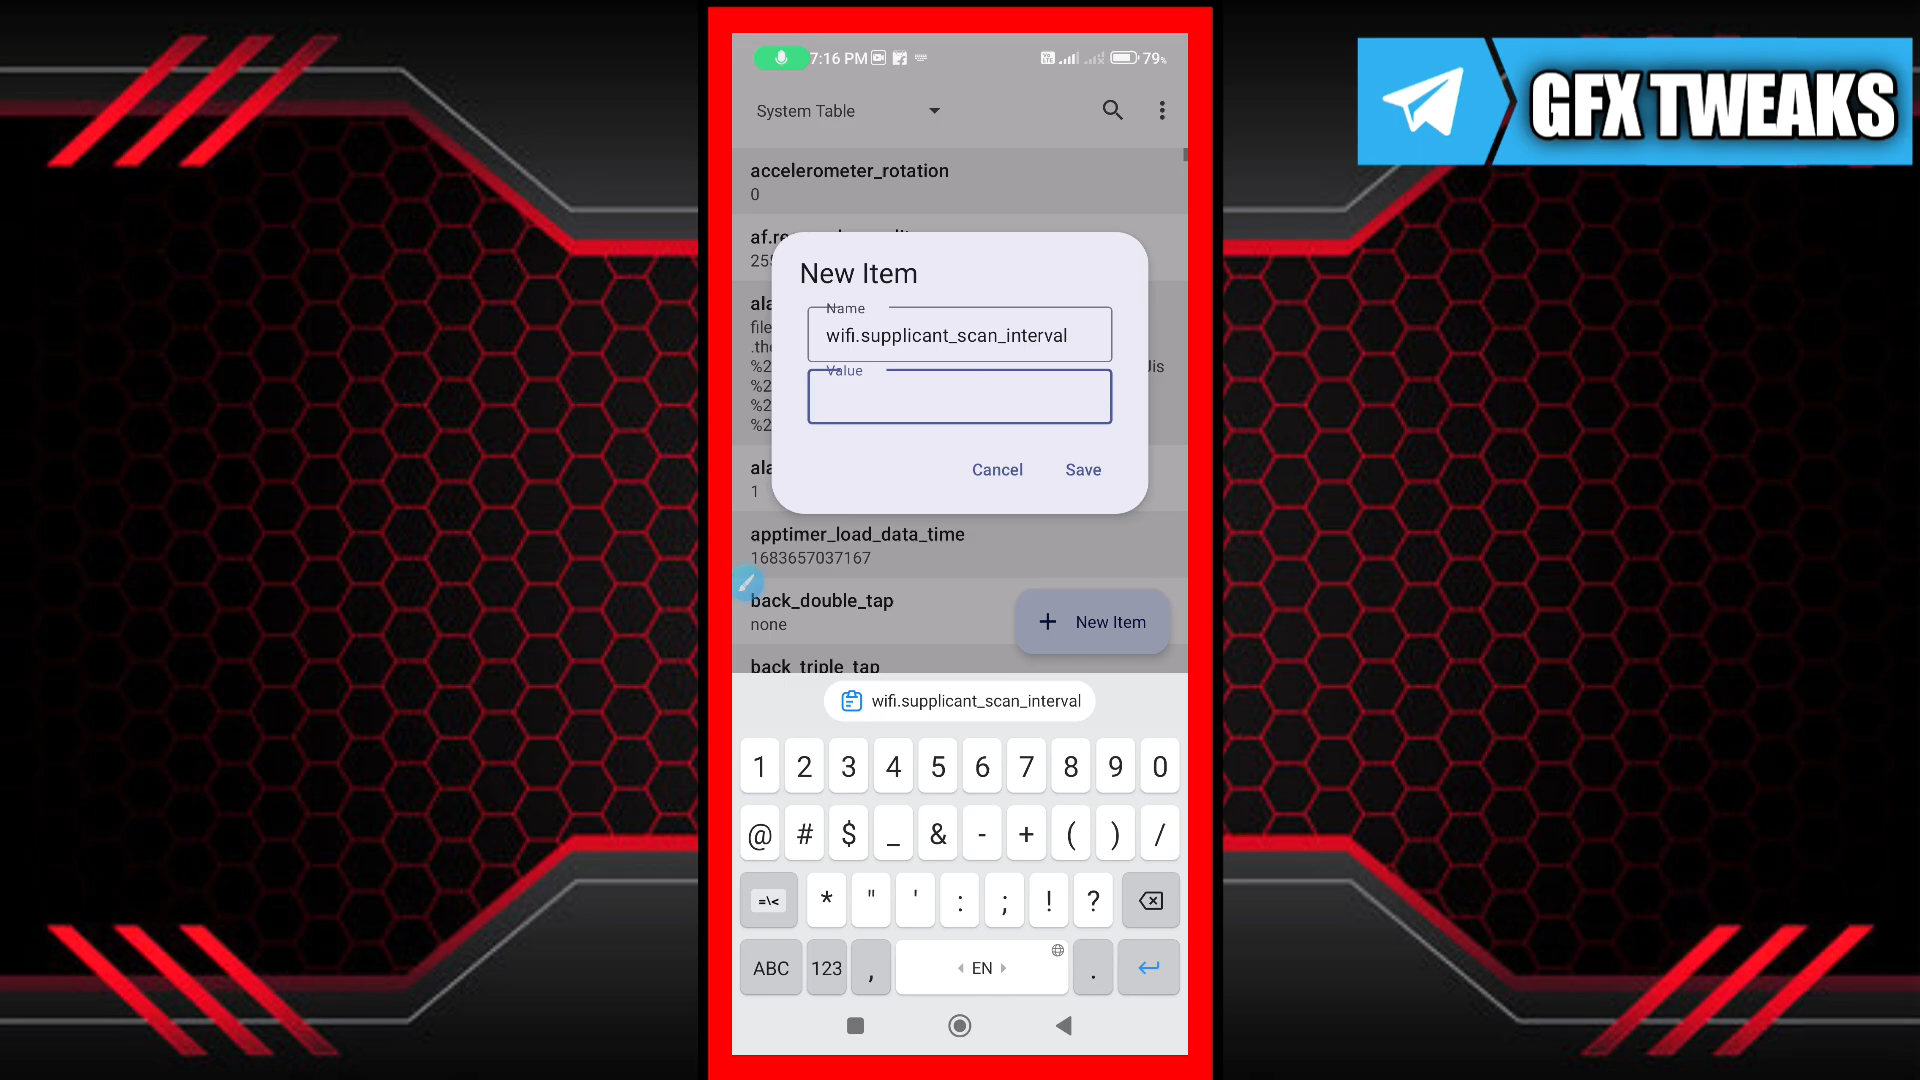 GFX TWEAKS
7:16 PM
79%
System Table
accelerometer_rotation
0
New Item
Name
wifi.supplicant_scan_interval
Value
Cancel
Save
1
apptimer_load_data_time
1683657037167
back_double_tap
none
+ New Item
back_triple_tap
wifi.supplicant_scan_interval
1 2 3 4 5 6 7 8 9 0
@ # $ _ & - + ( ) /
=\< * " ' : ; ! ?
ABC 123 , EN .